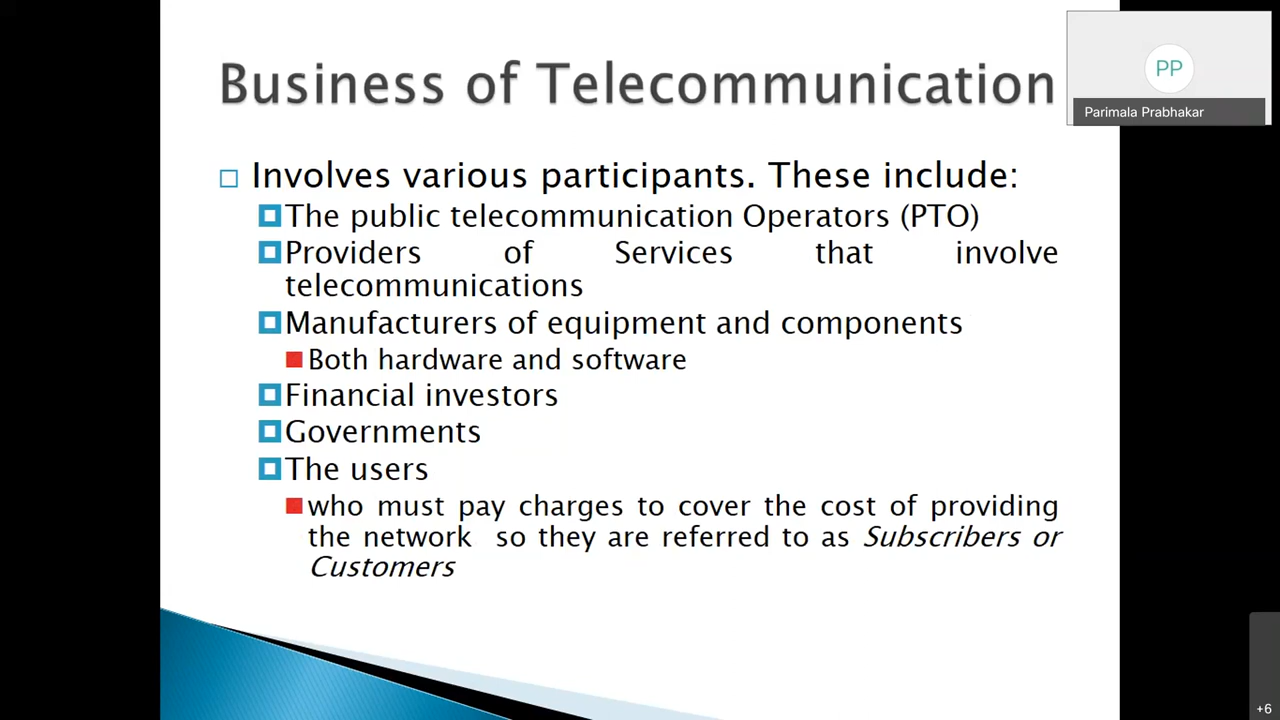 Business of Telecommunication
PP
Parimala Prabhakar
Involves various participants. These include:
The public telecommunication Operators (PTO)
Providers of Services that involve
telecommunications
Manufacturers of equipment and components
Both hardware and software
Financial investors
Governments
The users
who must pay charges to cover the cost of providing
the network so they are referred to as Subscribers or
Customers
+6